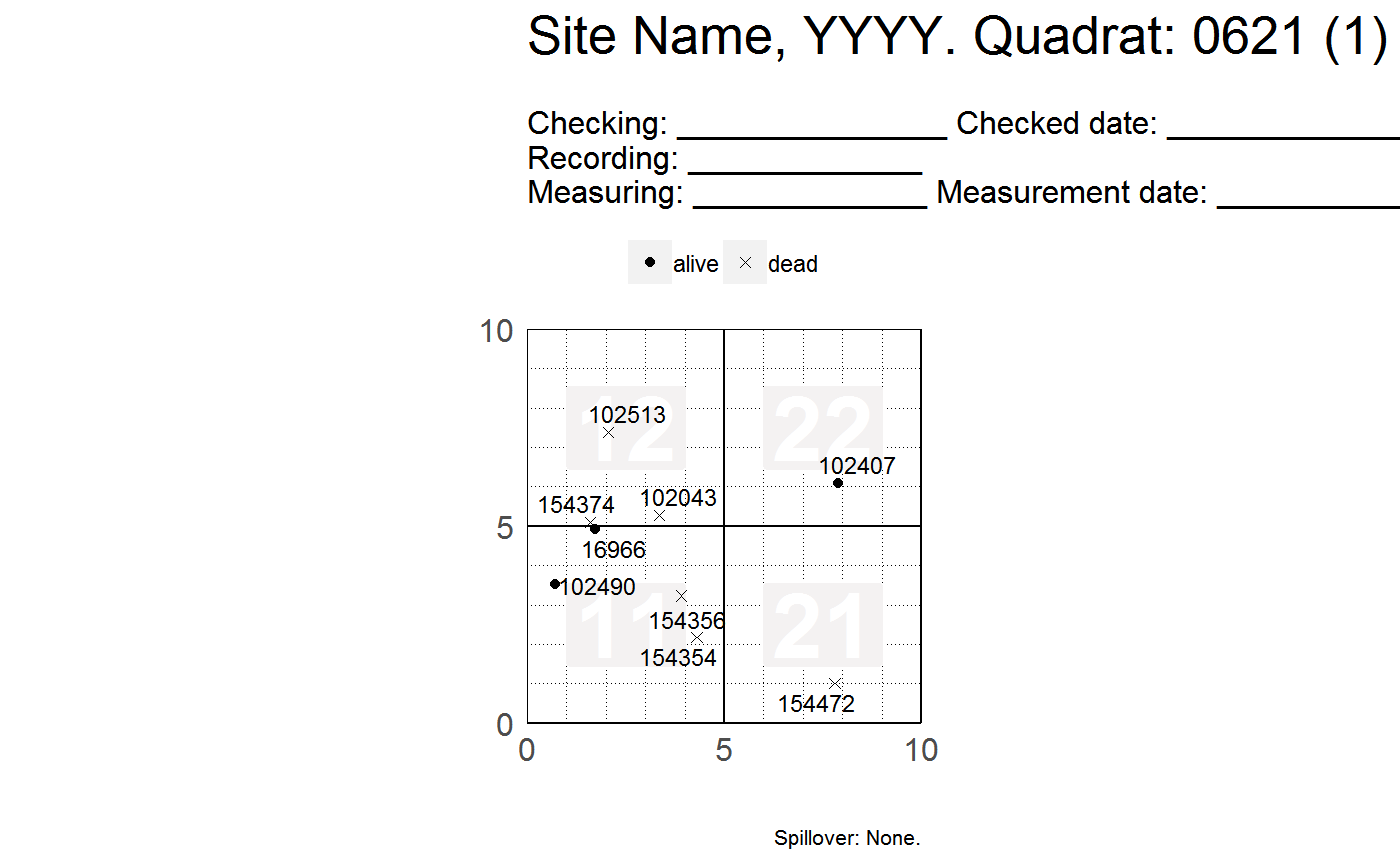 Site Name, YYYY. Quadrat: 0621 (1)
Checking: ________________ Checked date: ______________
Recording: ______________
Measuring: ______________ Measurement date: ___________
alive dead
10
12 22
102513
102407
102043
154374
5
16966
102490
11 21
154356
154354
154472
0
0 5 10
Spillover: None.